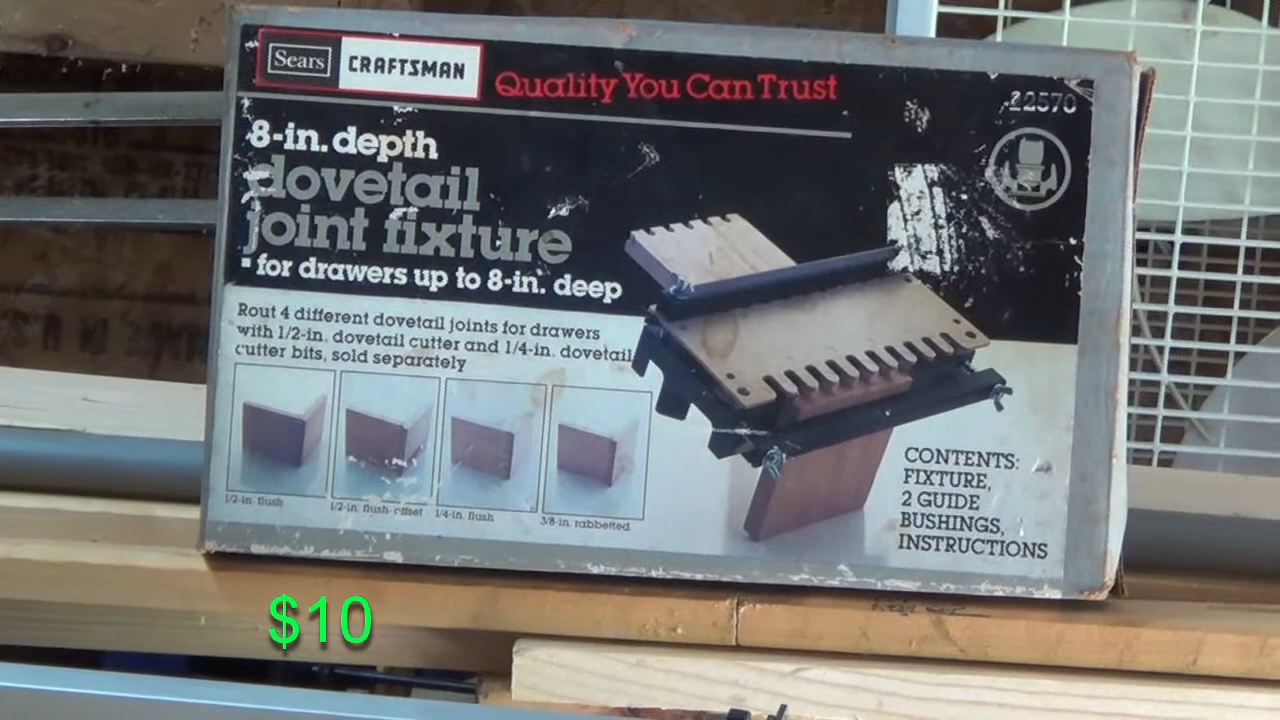 Sears CRAFTSMAN Quality You Can Trust
22570
8-in. depth
dovetail
joint fixture
▪ for drawers up to 8-in. deep
Rout 4 different dovetail joints for drawers
with 1/2-in. dovetail cutter and 1/4-in. dovetail
cutter bits, sold separately
1/2-in. flush
1/2-in. flush-offset
1/4-in. flush
3/8-in. rabbetted
CONTENTS:
FIXTURE,
2 GUIDE
BUSHINGS,
INSTRUCTIONS
$10